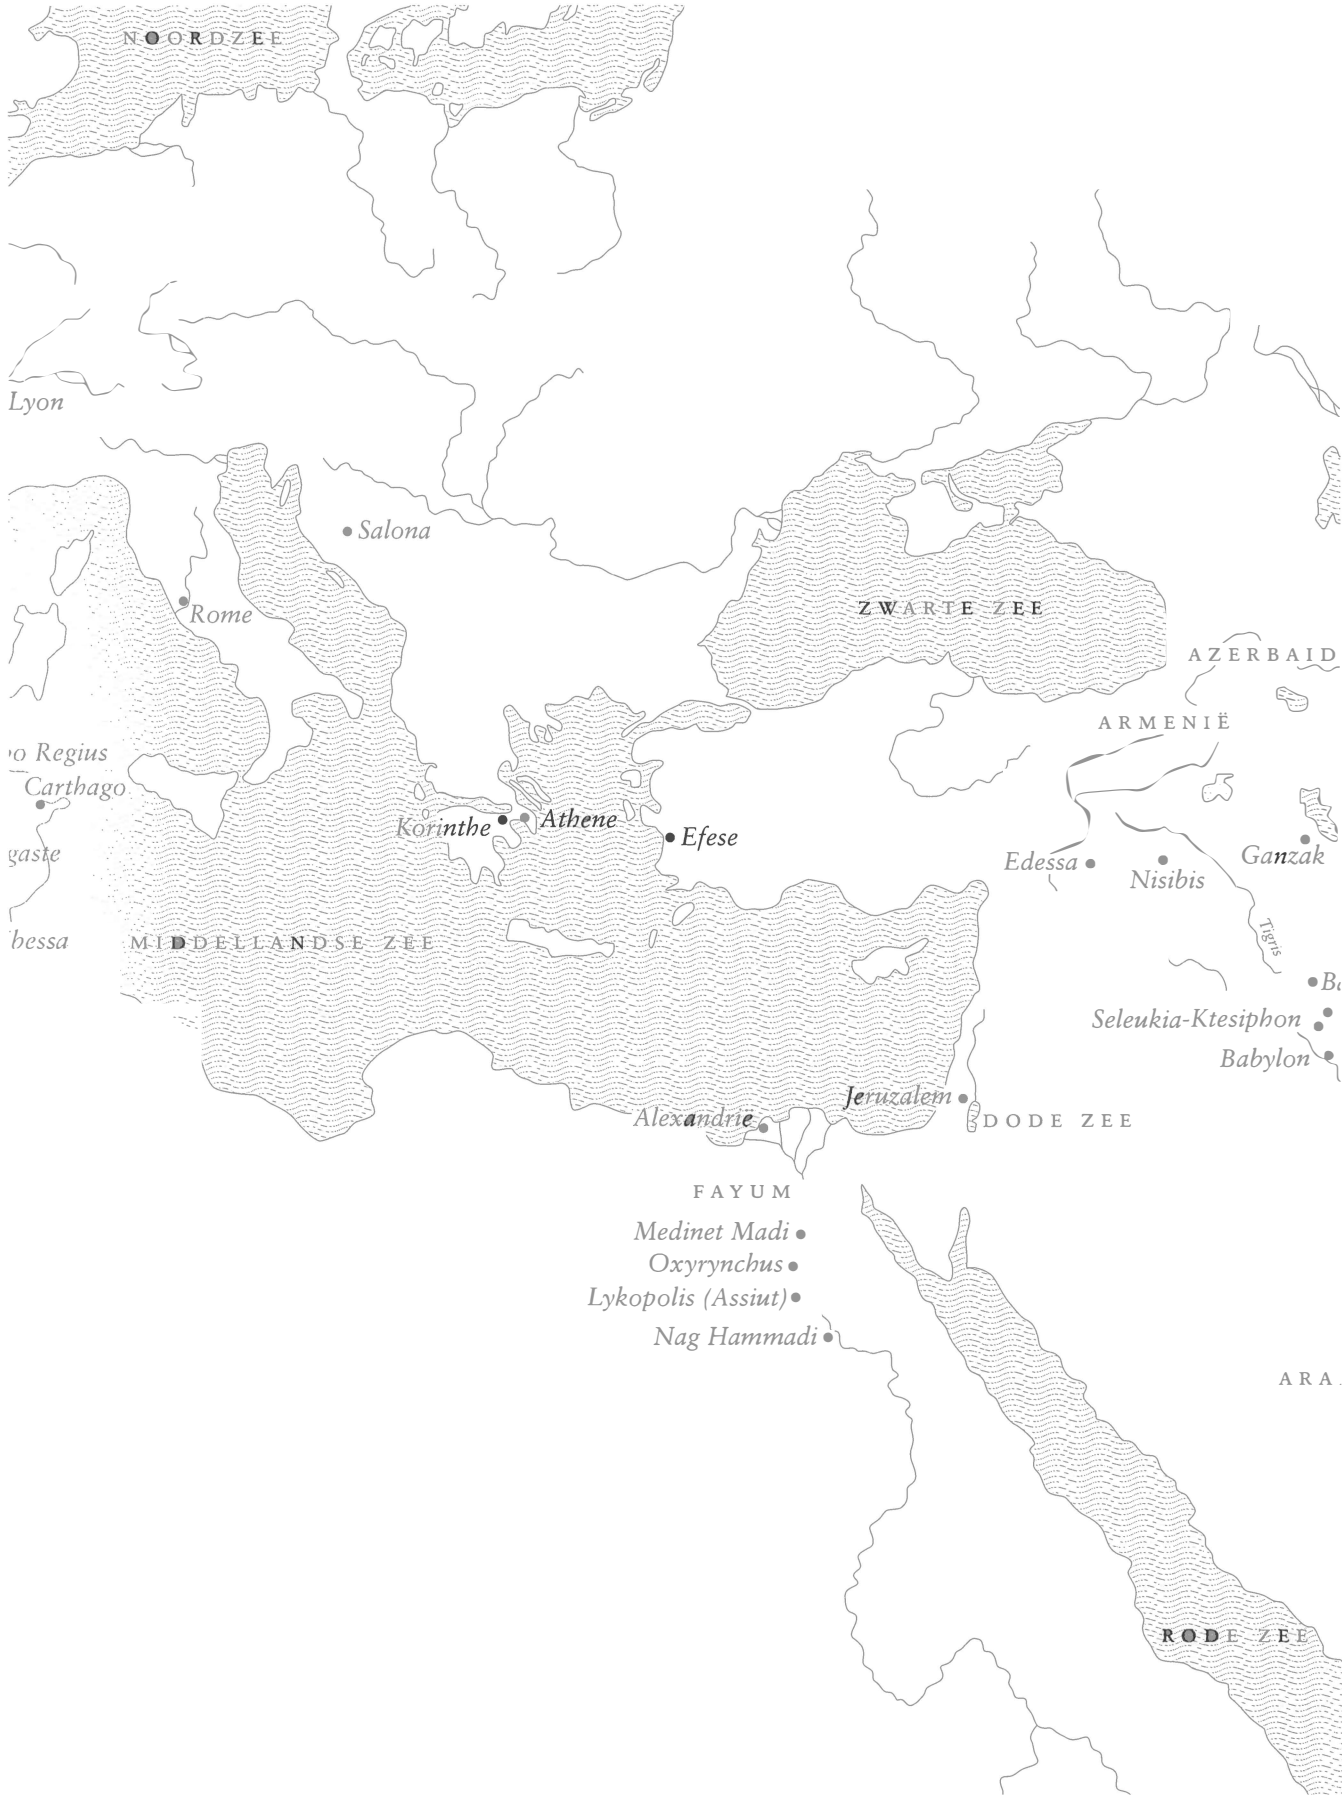 NOORDZEE
Lyon
Salona
ZWARTE ZEE
Rome
AZERBAID
ARMENIË
o Regius
Carthago
Korinthe
Athene
Efese
gaste
Edessa
Nisibis
Ganzak
Tigris
bessa
MIDDELLANDSE ZEE
Seleukia-Ktesiphon
Babylon
Jeruzalem
Alexandrië
DODE ZEE
FAYUM
Medinet Madi
Oxyrynchus
Lykopolis (Assiut)
Nag Hammadi
ARA
RODE ZEE